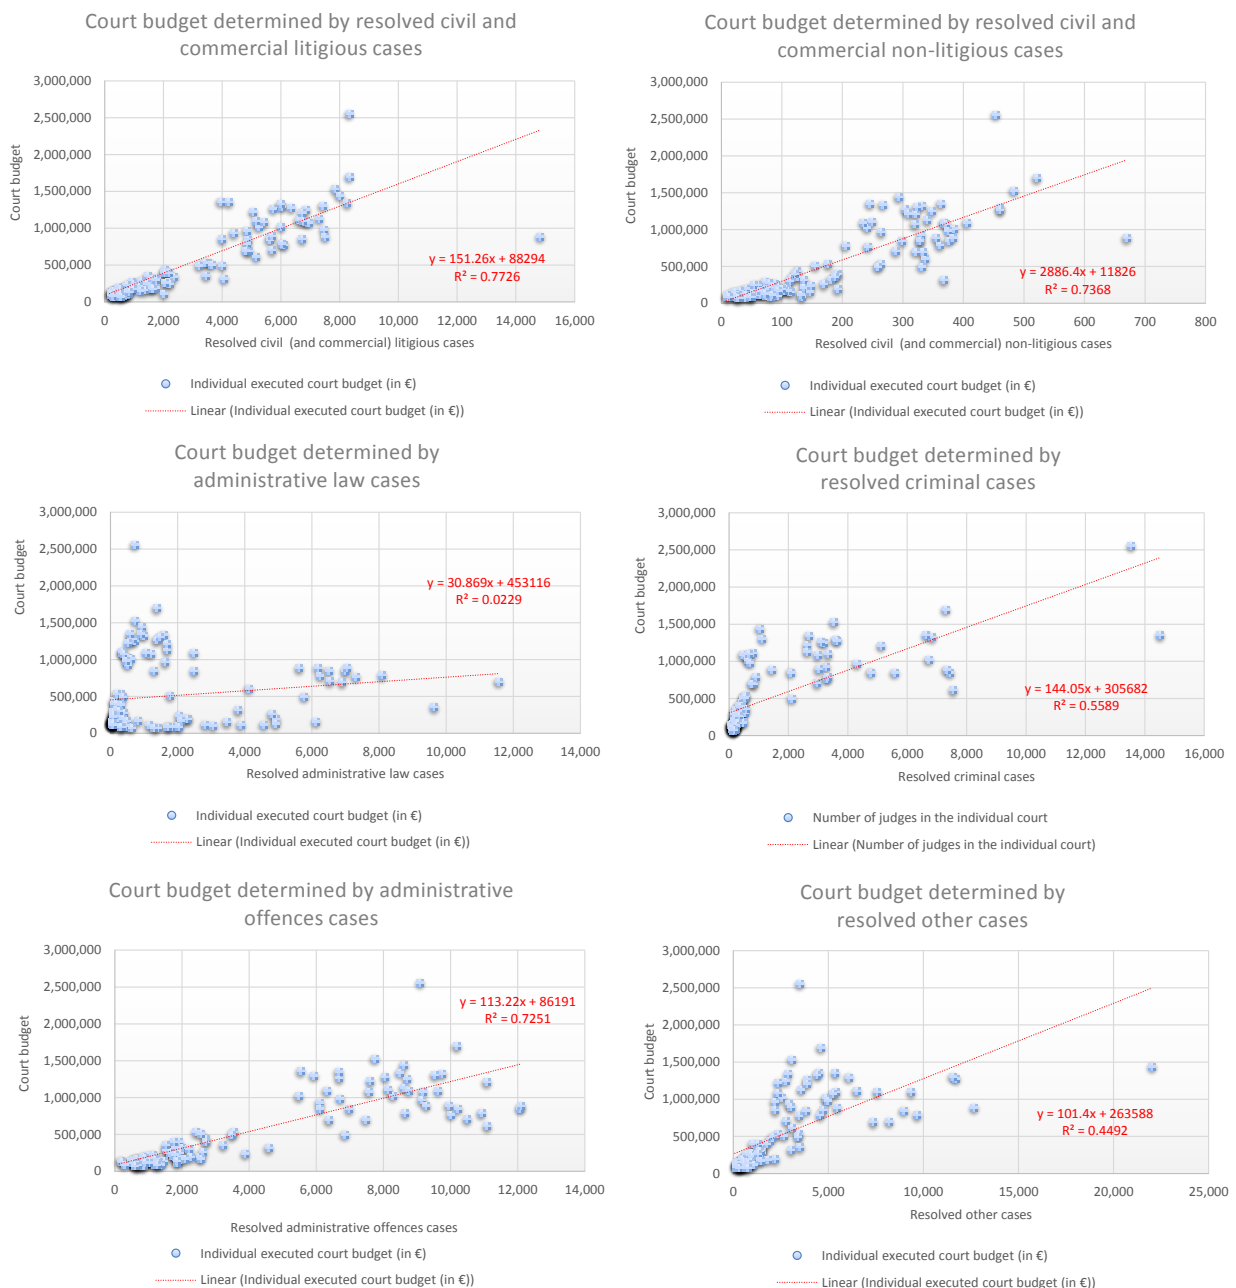 Court budget determined by resolved civil and
commercial litigious cases
3,000,000
2,500,000
2,000,000
1,500,000
1,000,000
500,000
0
Court budget
y = 151.26x + 88294
R² = 0.7726
0 2,000 4,000 6,000 8,000 10,000 12,000 14,000 16,000
Resolved civil (and commercial) litigious cases
Individual executed court budget (in €)
Linear (Individual executed court budget (in €))
Court budget determined by resolved civil and
commercial non-litigious cases
3,000,000
2,500,000
2,000,000
1,500,000
1,000,000
500,000
0
Court budget
y = 2886.4x + 11826
R² = 0.7368
0 100 200 300 400 500 600 700 800
Resolved civil (and commercial) non-litigious cases
Individual executed court budget (in €)
Linear (Individual executed court budget (in €))
Court budget determined by
administrative law cases
3,000,000
2,500,000
2,000,000
1,500,000
1,000,000
500,000
0
Court budget
y = 30.869x + 453116
R² = 0.0229
0 2,000 4,000 6,000 8,000 10,000 12,000 14,000
Resolved administrative law cases
Individual executed court budget (in €)
Linear (Individual executed court budget (in €))
Court budget determined by
resolved criminal cases
3,000,000
2,500,000
2,000,000
1,500,000
1,000,000
500,000
0
Court budget
y = 144.05x + 305682
R² = 0.5589
0 2,000 4,000 6,000 8,000 10,000 12,000 14,000 16,000
Resolved criminal cases
Number of judges in the individual court
Linear (Number of judges in the individual court)
Court budget determined by administrative
offences cases
3,000,000
2,500,000
2,000,000
1,500,000
1,000,000
500,000
0
Court budget
y = 113.22x + 86191
R² = 0.7251
0 2,000 4,000 6,000 8,000 10,000 12,000 14,000
Resolved administrative offences cases
Individual executed court budget (in €)
Linear (Individual executed court budget (in €))
Court budget determined by
resolved other cases
3,000,000
2,500,000
2,000,000
1,500,000
1,000,000
500,000
0
Court budget
y = 101.4x + 263588
R² = 0.4492
0 5,000 10,000 15,000 20,000 25,000
Resolved other cases
Individual executed court budget (in €)
Linear (Individual executed court budget (in €))